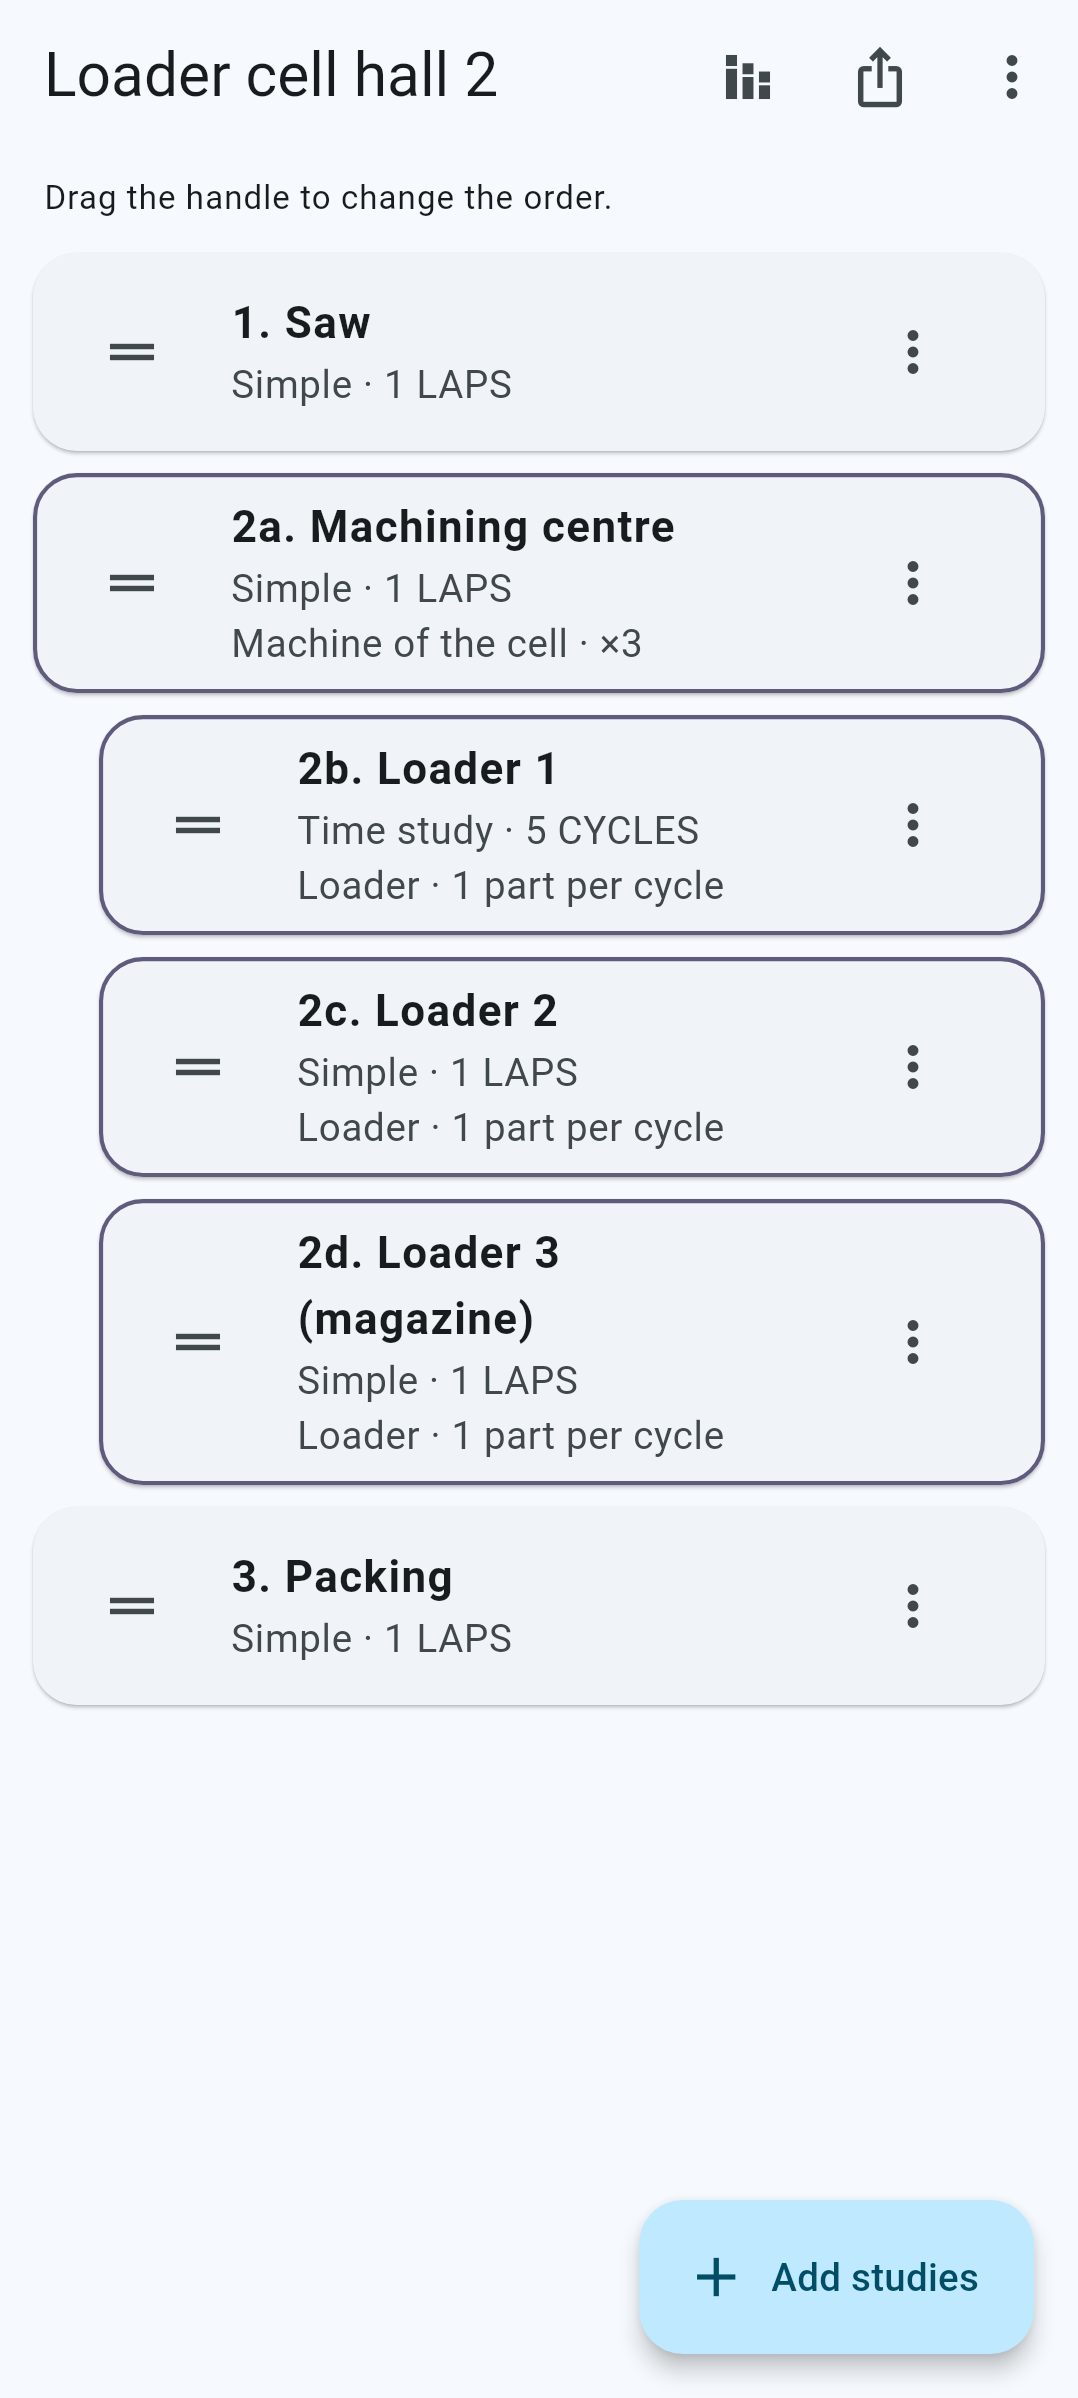 Loader cell hall 2
Drag the handle to change the order.
1. Saw
Simple · 1 LAPS
2a. Machining centre
Simple · 1 LAPS
Machine of the cell · ×3
2b. Loader 1
Time study · 5 CYCLES
Loader · 1 part per cycle
2c. Loader 2
Simple · 1 LAPS
Loader · 1 part per cycle
2d. Loader 3
(magazine)
Simple · 1 LAPS
Loader · 1 part per cycle
3. Packing
Simple · 1 LAPS
Add studies